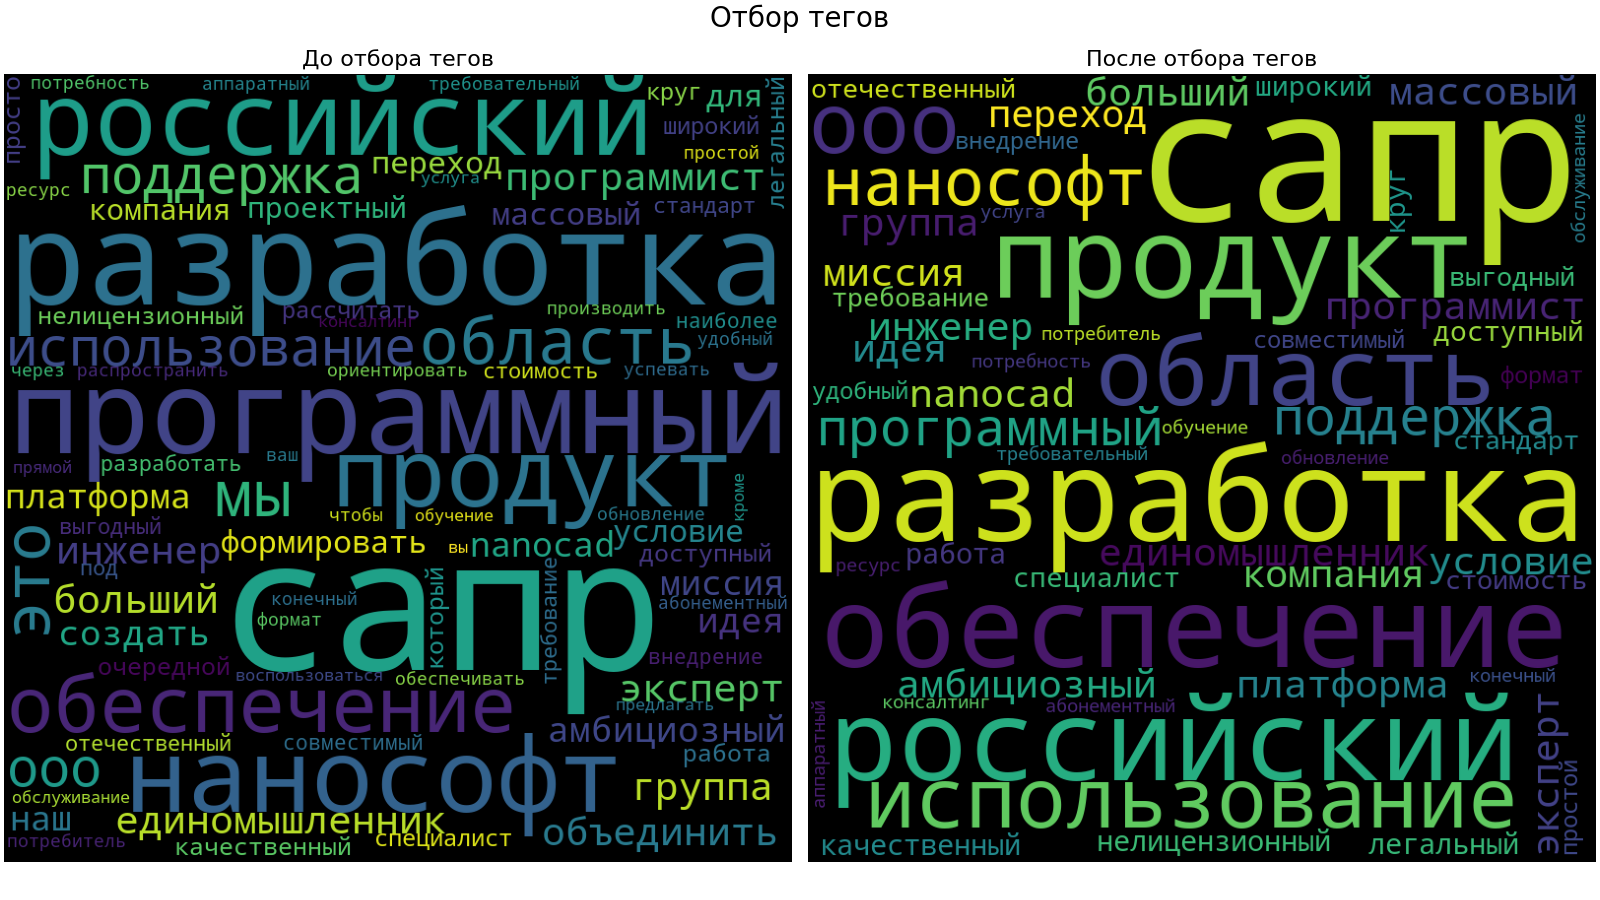 Отбор тегов
До отбора тегов
потребность аппаратный требовательный
просто
российский
круг для
широкий
легальный
простой
поддержка
переход
услуга
программист
ресурс
компания проектный
массовый стандарт
разработка
нелицензионный рассчитать производить
консалтинг
наиболее
использование область
удобный
через распространить ориентировать стоимость успевать
программный
прямой разработать ваш
продукт
платформа мы
кроме
чтобы обучение обновление
выгодный
условие
это
инженер формировать вы nanocad доступный
под
сапр
миссия
больший
конечный
который
требование
абонементный
формат
создать
идея
очередной
внедрение
воспользоваться обеспечивать
обеспечение
эксперт
предлагать
амбициозный
отечественный совместимый
работа
ооо нанософт
группа
обслуживание
наш единомышленник
объединить
потребитель
специалист
качественный
После отбора тегов
отечественный
больший широкий массовый
ооо
переход
сапр
внедрение
обслуживание
нанософт
круг
группа услуга
продукт
миссия
выгодный
требование
программист
инженер потребитель
совместимый доступный
идея
потребность
область
формат
удобный nanocad
программный
обучение
поддержка
стандарт
требовательный
обновление
разработка
работа
единомышленник
условие
ресурс
специалист компания стоимость
обеспечение
амбициозный платформа конечный
консалтинг абонементный
аппаратный
российский
эксперт
простой
использование
качественный нелицензионный легальный